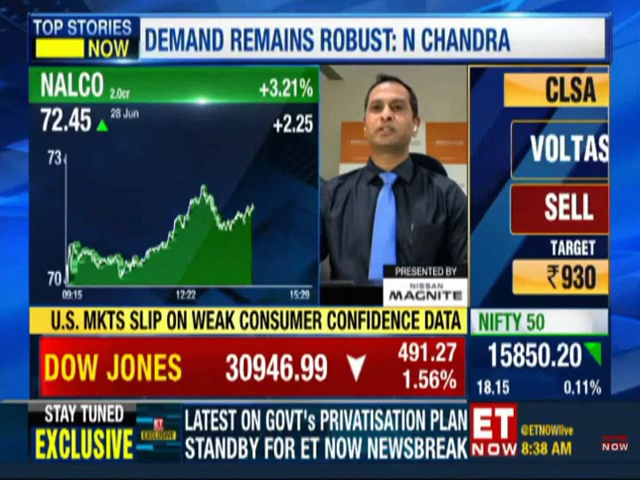 TOP STORIES
NOW
DEMAND REMAINS ROBUST: N CHANDRA
NALCO 2.0cr +3.21%
72.45 28 Jun +2.25
73
70
09:15 12:22 15:29
PRESENTED BY
NISSAN
MAGNITE
CLSA
VOLTAS
SELL
TARGET
₹930
U.S. MKTS SLIP ON WEAK CONSUMER CONFIDENCE DATA
DOW JONES 30946.99 491.27
1.56%
NIFTY 50
15850.20
18.15 0.11%
STAY TUNED
EXCLUSIVE
ET
EXCLUSIVE
LATEST ON GOVT's PRIVATISATION PLAN
STANDBY FOR ET NOW NEWSBREAK
ET
NOW
@ETNOWlive
8:38 AM
NOW